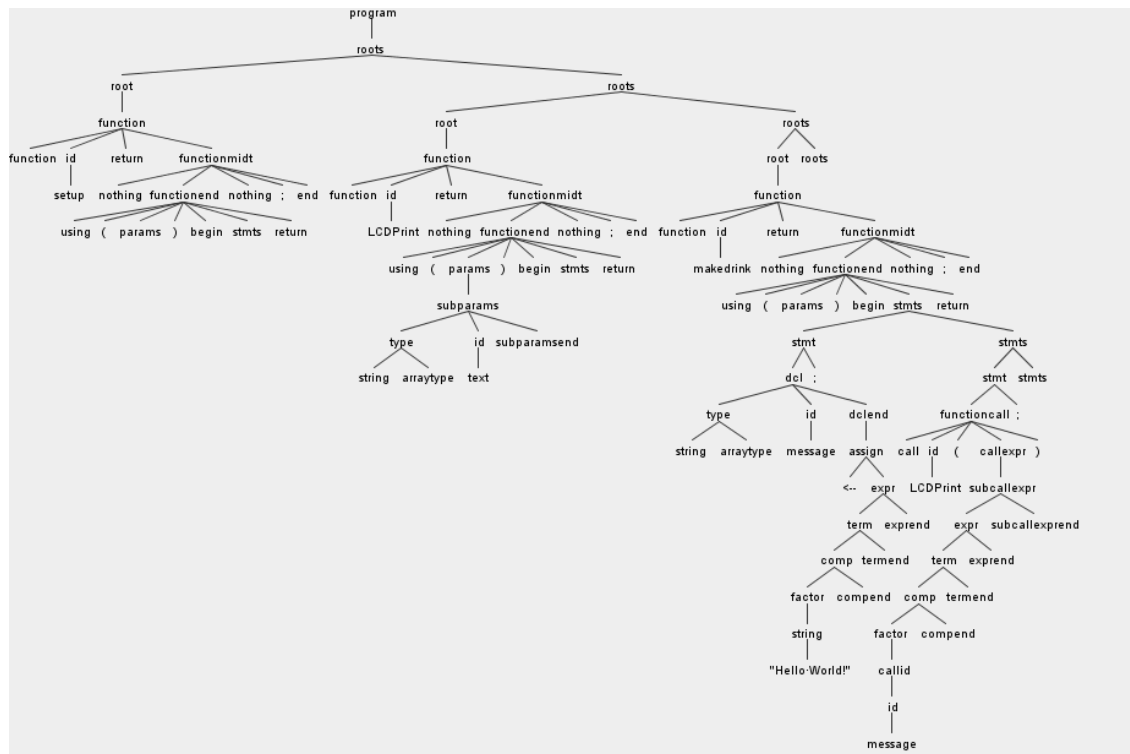 program
roots
root roots
function root roots
function id return functionmidt function root roots
setup nothing functionend nothing ; end function id return functionmidt function
using ( params ) begin stmts return LCDPrint nothing functionend nothing ; end function id return functionmidt
using ( params ) begin stmts return makedrink nothing functionend nothing ; end
subparams using ( params ) begin stmts return
type id subparamsend stmt stmts
string arraytype text dcl ; stmt stmts
type id dclend functioncall ;
string arraytype message assign call id ( callexpr )
<-- expr LCDPrint subcallexpr
term exprend expr subcallexprend
comp termend term exprend
factor compend comp termend
string factor compend
"Hello·World!" callid
id
message